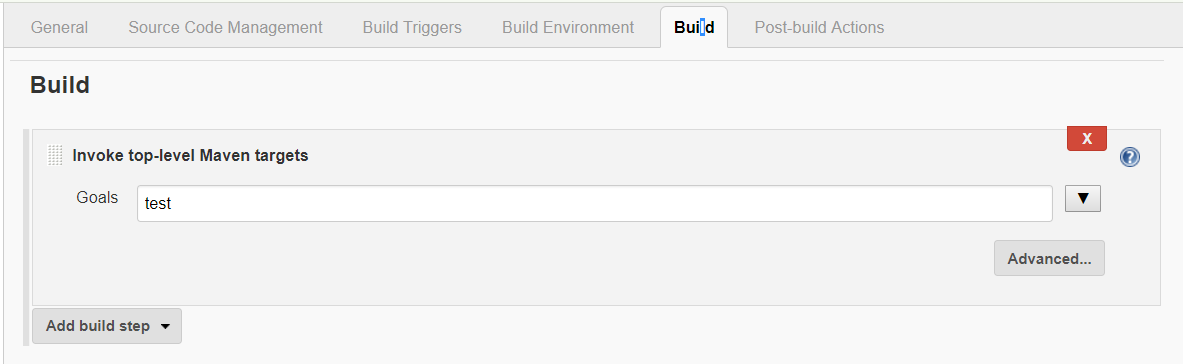 General Source Code Management Build Triggers Build Environment Build Post-build Actions
Build
X
Invoke top-level Maven targets
Goals test
Advanced...
Add build step